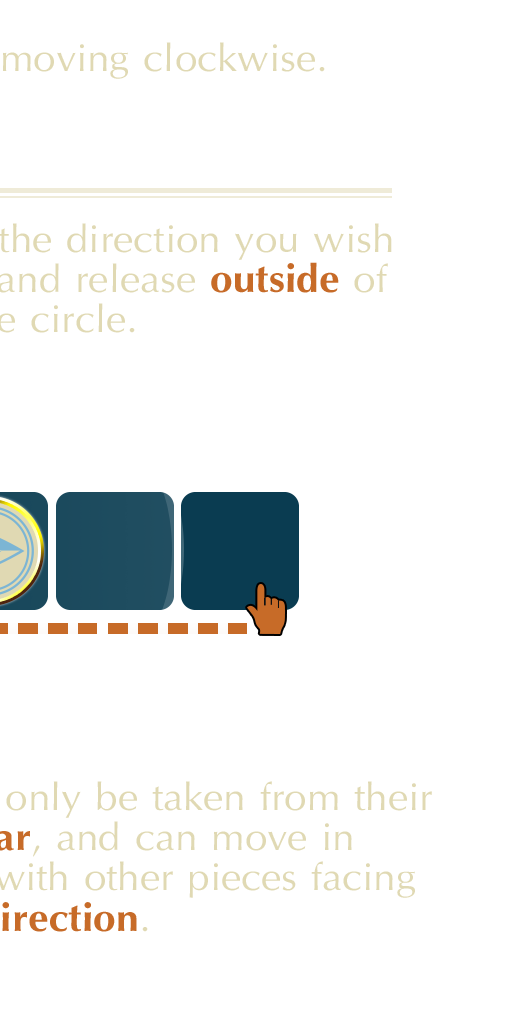 moving clockwise.
the direction you wish
and release outside of
e circle.
only be taken from their
ar, and can move in
with other pieces facing
irection.